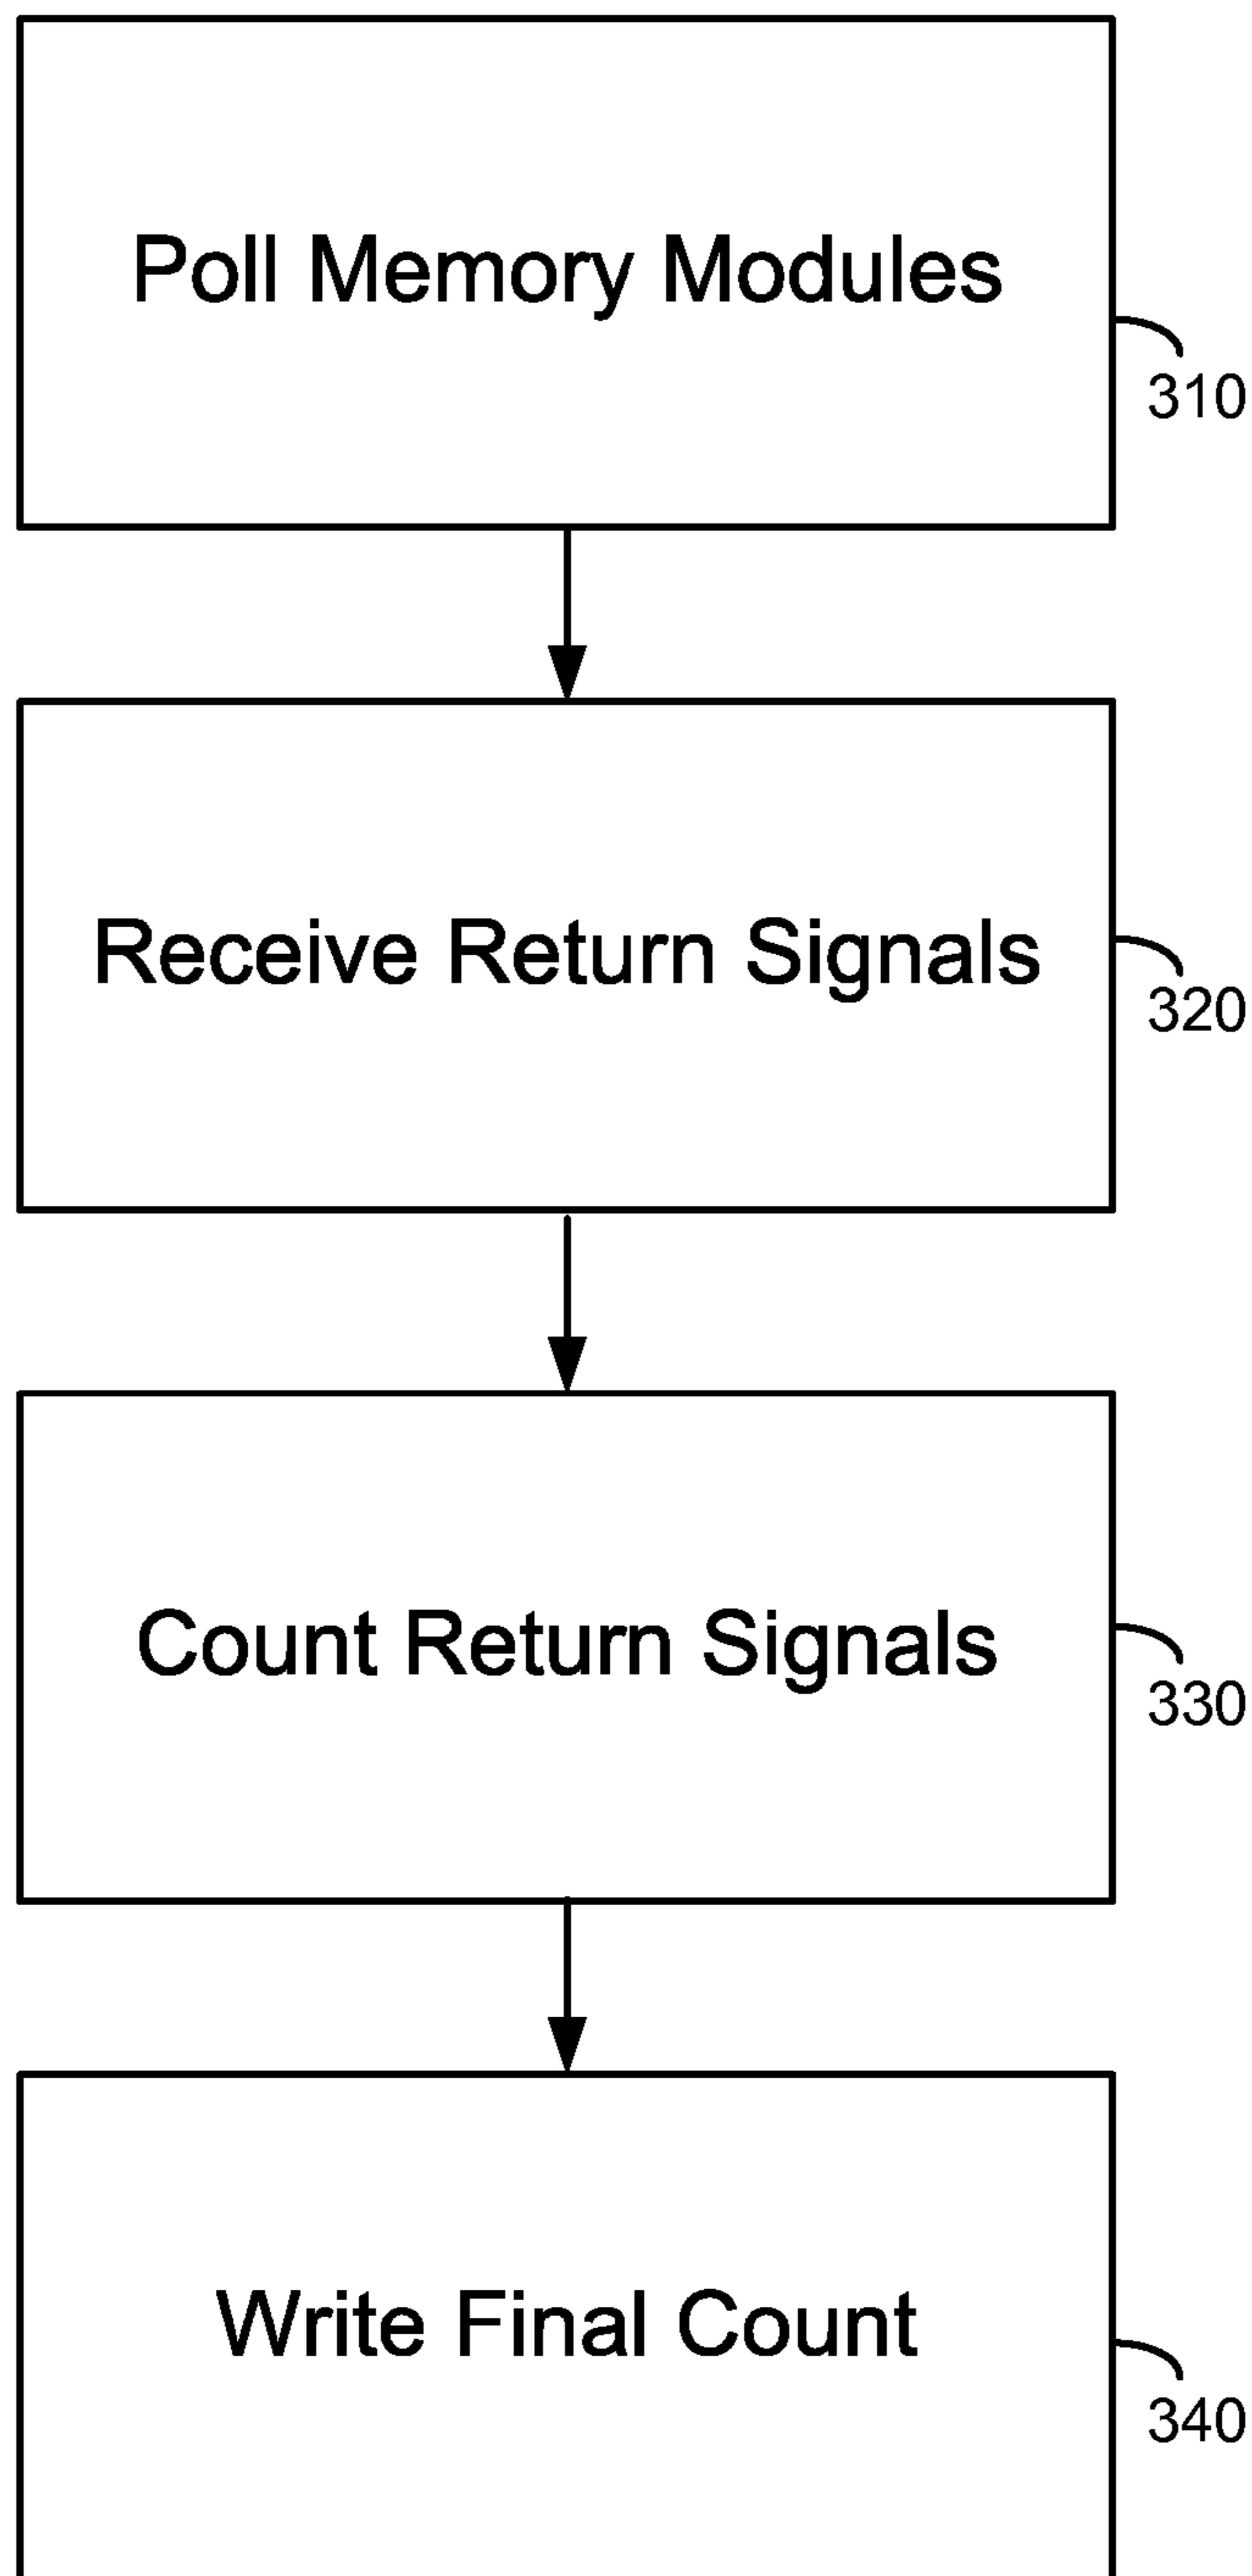 Poll Memory Modules
310
Receive Return Signals
320
Count Return Signals
330
Write Final Count
340